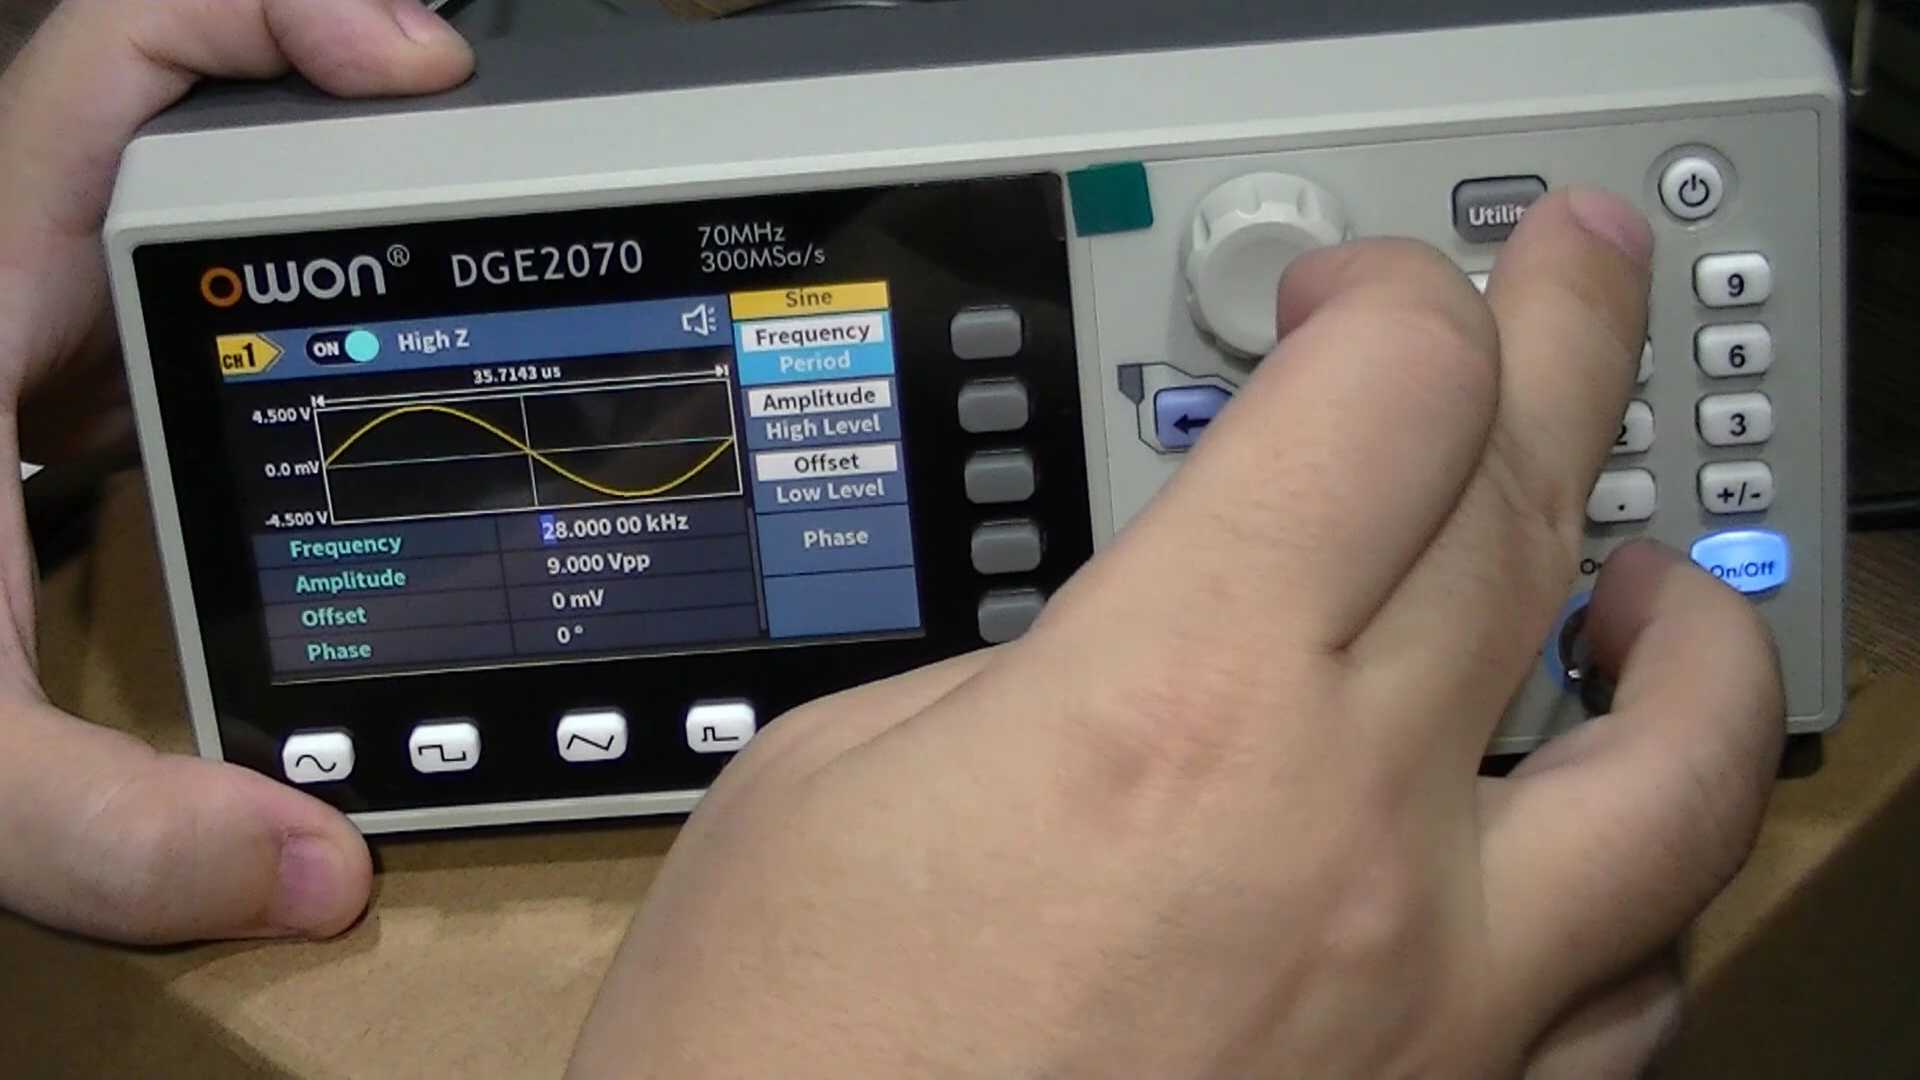 owon® DGE2070 70MHz
300MSa/s
CH1 ON High Z
35.7143 us
4.500 V
0.0 mV
-4.500 V
Frequency 28.000 00 kHz
Amplitude 9.000 Vpp
Offset 0 mV
Phase 0°
Sine
Frequency
Period
Amplitude
High Level
Offset
Low Level
Phase
9
6
2 3
. +/-
On/Off